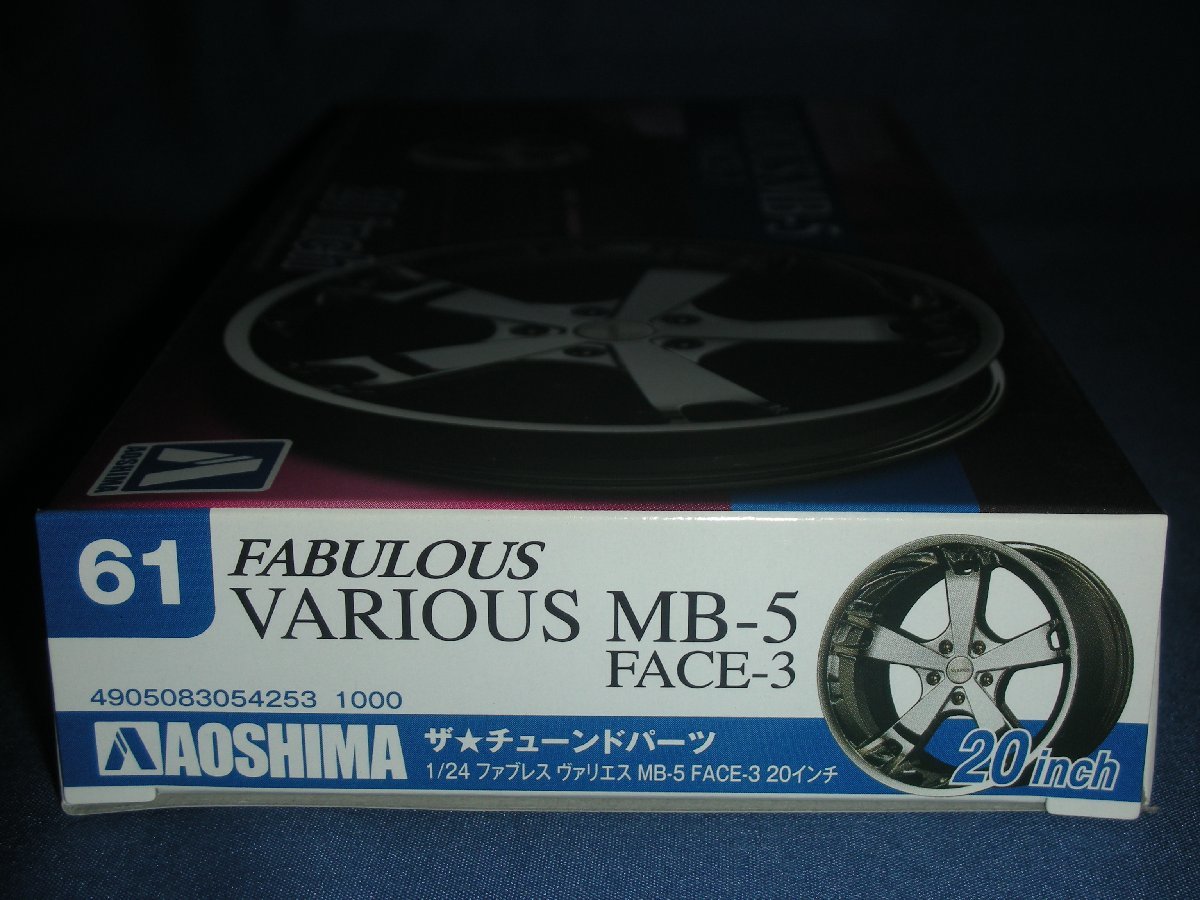 AOSHIMA
61
FABULOUS
VARIOUS MB-5
FACE-3
4905083054253 1000
AOSHIMA
ザ★チューンドパーツ
1/24 ファブレス ヴァリエス MB-5 FACE-3 20インチ
20 inch